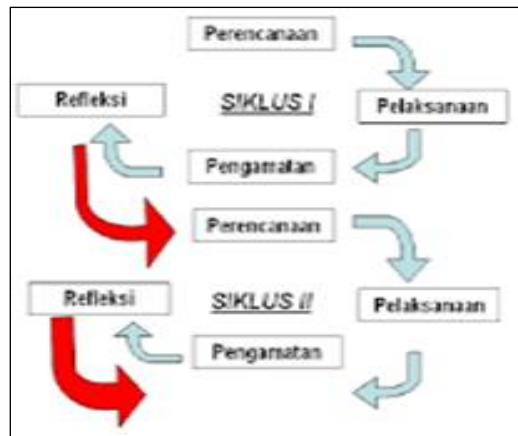 Perencanaan
Refleksi
SIKLUS I
Pelaksanaan
Pengamatan
Perencanaan
Refleksi
SIKLUS II
Pelaksanaan
Pengamatan